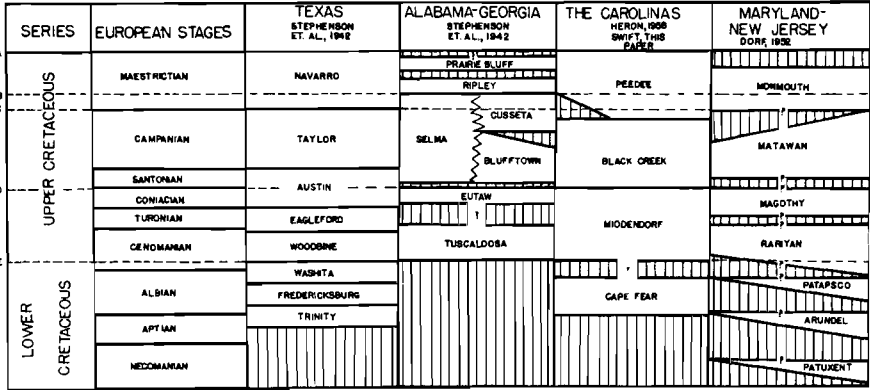 SERIES
EUROPEAN STAGES
TEXAS
STEPHENSON
ET. AL., 1942
ALABAMA-GEORGIA
STEPHENSON
ET. AL., 1942
THE CAROLINAS
HERON, 1958
SWIFT, THIS
PAPER
MARYLAND-
NEW JERSEY
DORF, 1952
UPPER CRETACEOUS
LOWER
CRETACEOUS
MAESTRICTIAN
CAMPANIAN
SANTONIAN
CONIACIAN
TURONIAN
CENOMANIAN
ALBIAN
APTIAN
NEOCOMANIAN
NAVARRO
TAYLOR
AUSTIN
EAGLEFORD
WOODBINE
WASHITA
FREDERICKSBURG
TRINITY
?
PRAIRIE BLUFF
?
RIPLEY
CUSSETA
SELMA
BLUFFTOWN
EUTAW
?
TUSCALOOSA
PEEDEE
BLACK CREEK
MIDDENDORF
?
CAPE FEAR
MONMOUTH
?
MATAWAN
?
?
MAGOTHY
?
?
RARITAN
?
?
PATAPSCO
?
ARUNDEL
?
PATUXENT